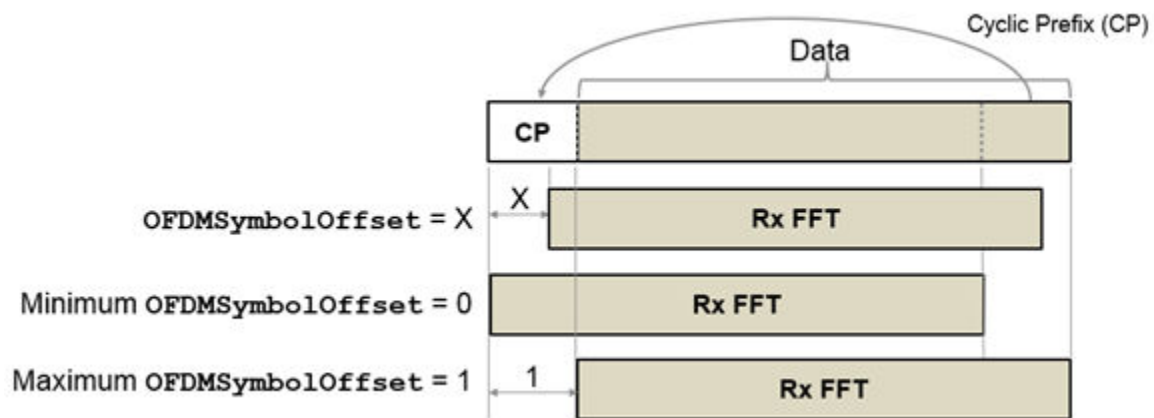 Cyclic Prefix (CP)
Data
CP
X
OFDMSymbolOffset = X
Rx FFT
Minimum OFDMSymbolOffset = 0
Rx FFT
Maximum OFDMSymbolOffset = 1
1
Rx FFT